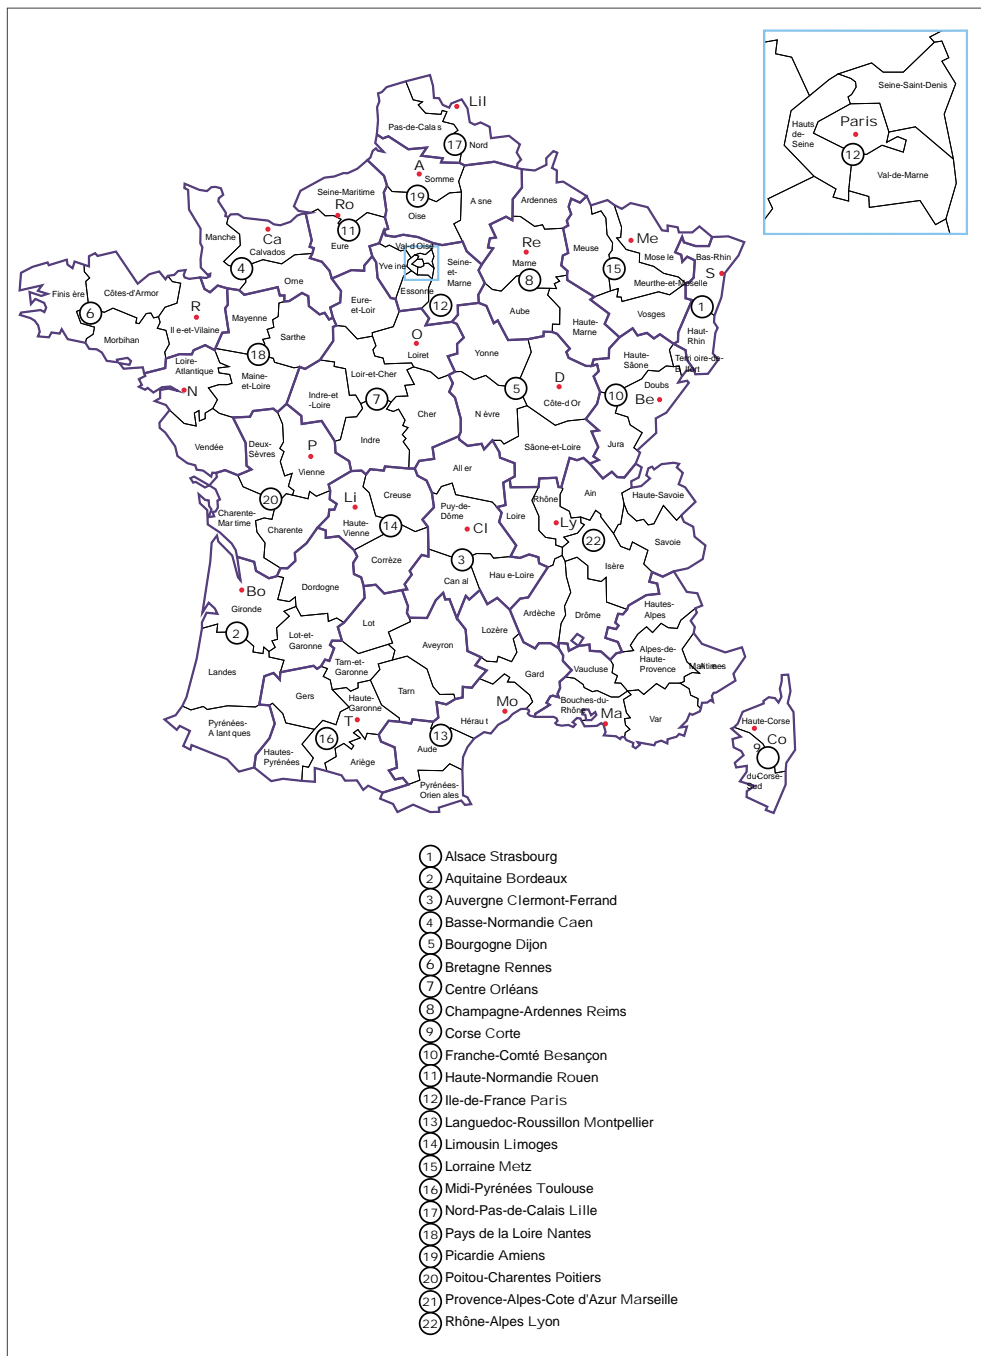 Lil
Pas-de-Cala s
17
Nord
A
Somme
19
Oise
A sne
Seine-Maritime
Ro
11
Eure
Ardennes
Manche
Ca
Calvados
4
Orne
Val-d Oise
Yve ine
Essonne
Seine-
et-
Marne
12
Re
Marne
8
Aube
Haute-
Marne
Meuse
Me
Mose le
15
Meurthe-et-Moselle
Vosges
Bas-Rhin
S
1
Haut-
Rhin
Finis ère
6
Côtes-d'Armor
Morbihan
R
Il e-et-Vilaine
Mayenne
18
Sarthe
Eure-
et-Loir
O
Loiret
Loir-et-Cher
7
Loire-
Atlantique
N
Maine-
et-Loire
Indre-et
-Loire
Indre
Cher
Yonne
5
N èvre
D
Côte-d Or
Saône-et-Loire
Haute-
Saône
Terri oire-de-
B lfort
10
Doubs
Be
Jura
Vendée
Deux-
Sèvres
P
Vienne
20
Charente-
Mar time
Charente
Li
Haute-
Vienne
14
Creuse
Corrèze
All er
Puy-de-
Dôme
Cl
3
Can al
Hau e-Loire
Loire
Rhône
Ly
Ain
22
Isère
Haute-Savoie
Savoie
Bo
Gironde
2
Landes
Dordogne
Lot-et-
Garonne
Lot
Aveyron
Lozère
Ardèche
Drôme
Hautes-
Alpes
Alpes-de-
Haute-
Provence
Vaucluse
Gard
Bouches-du-
Rhône
Ma
Var
Tarn-et-
Garonne
Gers
Haute-
Garonne
T
16
Tarn
Pyrénées-
A lant ques
Hautes-
Pyrénées
Ariège
Mo
Hérau t
13
Aude
Pyrénées-
Orien ales
Haute-Corse
Co
9
du-Corse-
Sud
Seine-Saint-Denis
Hauts
de-
Seine
Paris
12
Val-de-Marne
1 Alsace Strasbourg
2 Aquitaine Bordeaux
3 Auvergne Clermont-Ferrand
4 Basse-Normandie Caen
5 Bourgogne Dijon
6 Bretagne Rennes
7 Centre Orléans
8 Champagne-Ardennes Reims
9 Corse Corte
10 Franche-Comté Besançon
11 Haute-Normandie Rouen
12 Ile-de-France Paris
13 Languedoc-Roussillon Montpellier
14 Limousin Limoges
15 Lorraine Metz
16 Midi-Pyrénées Toulouse
17 Nord-Pas-de-Calais Lille
18 Pays de la Loire Nantes
19 Picardie Amiens
20 Poitou-Charentes Poitiers
21 Provence-Alpes-Cote d'Azur Marseille
22 Rhône-Alpes Lyon